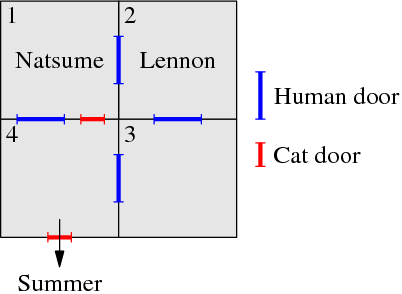 1 2
Natsume Lennon
Human door
4 3
Cat door
Summer